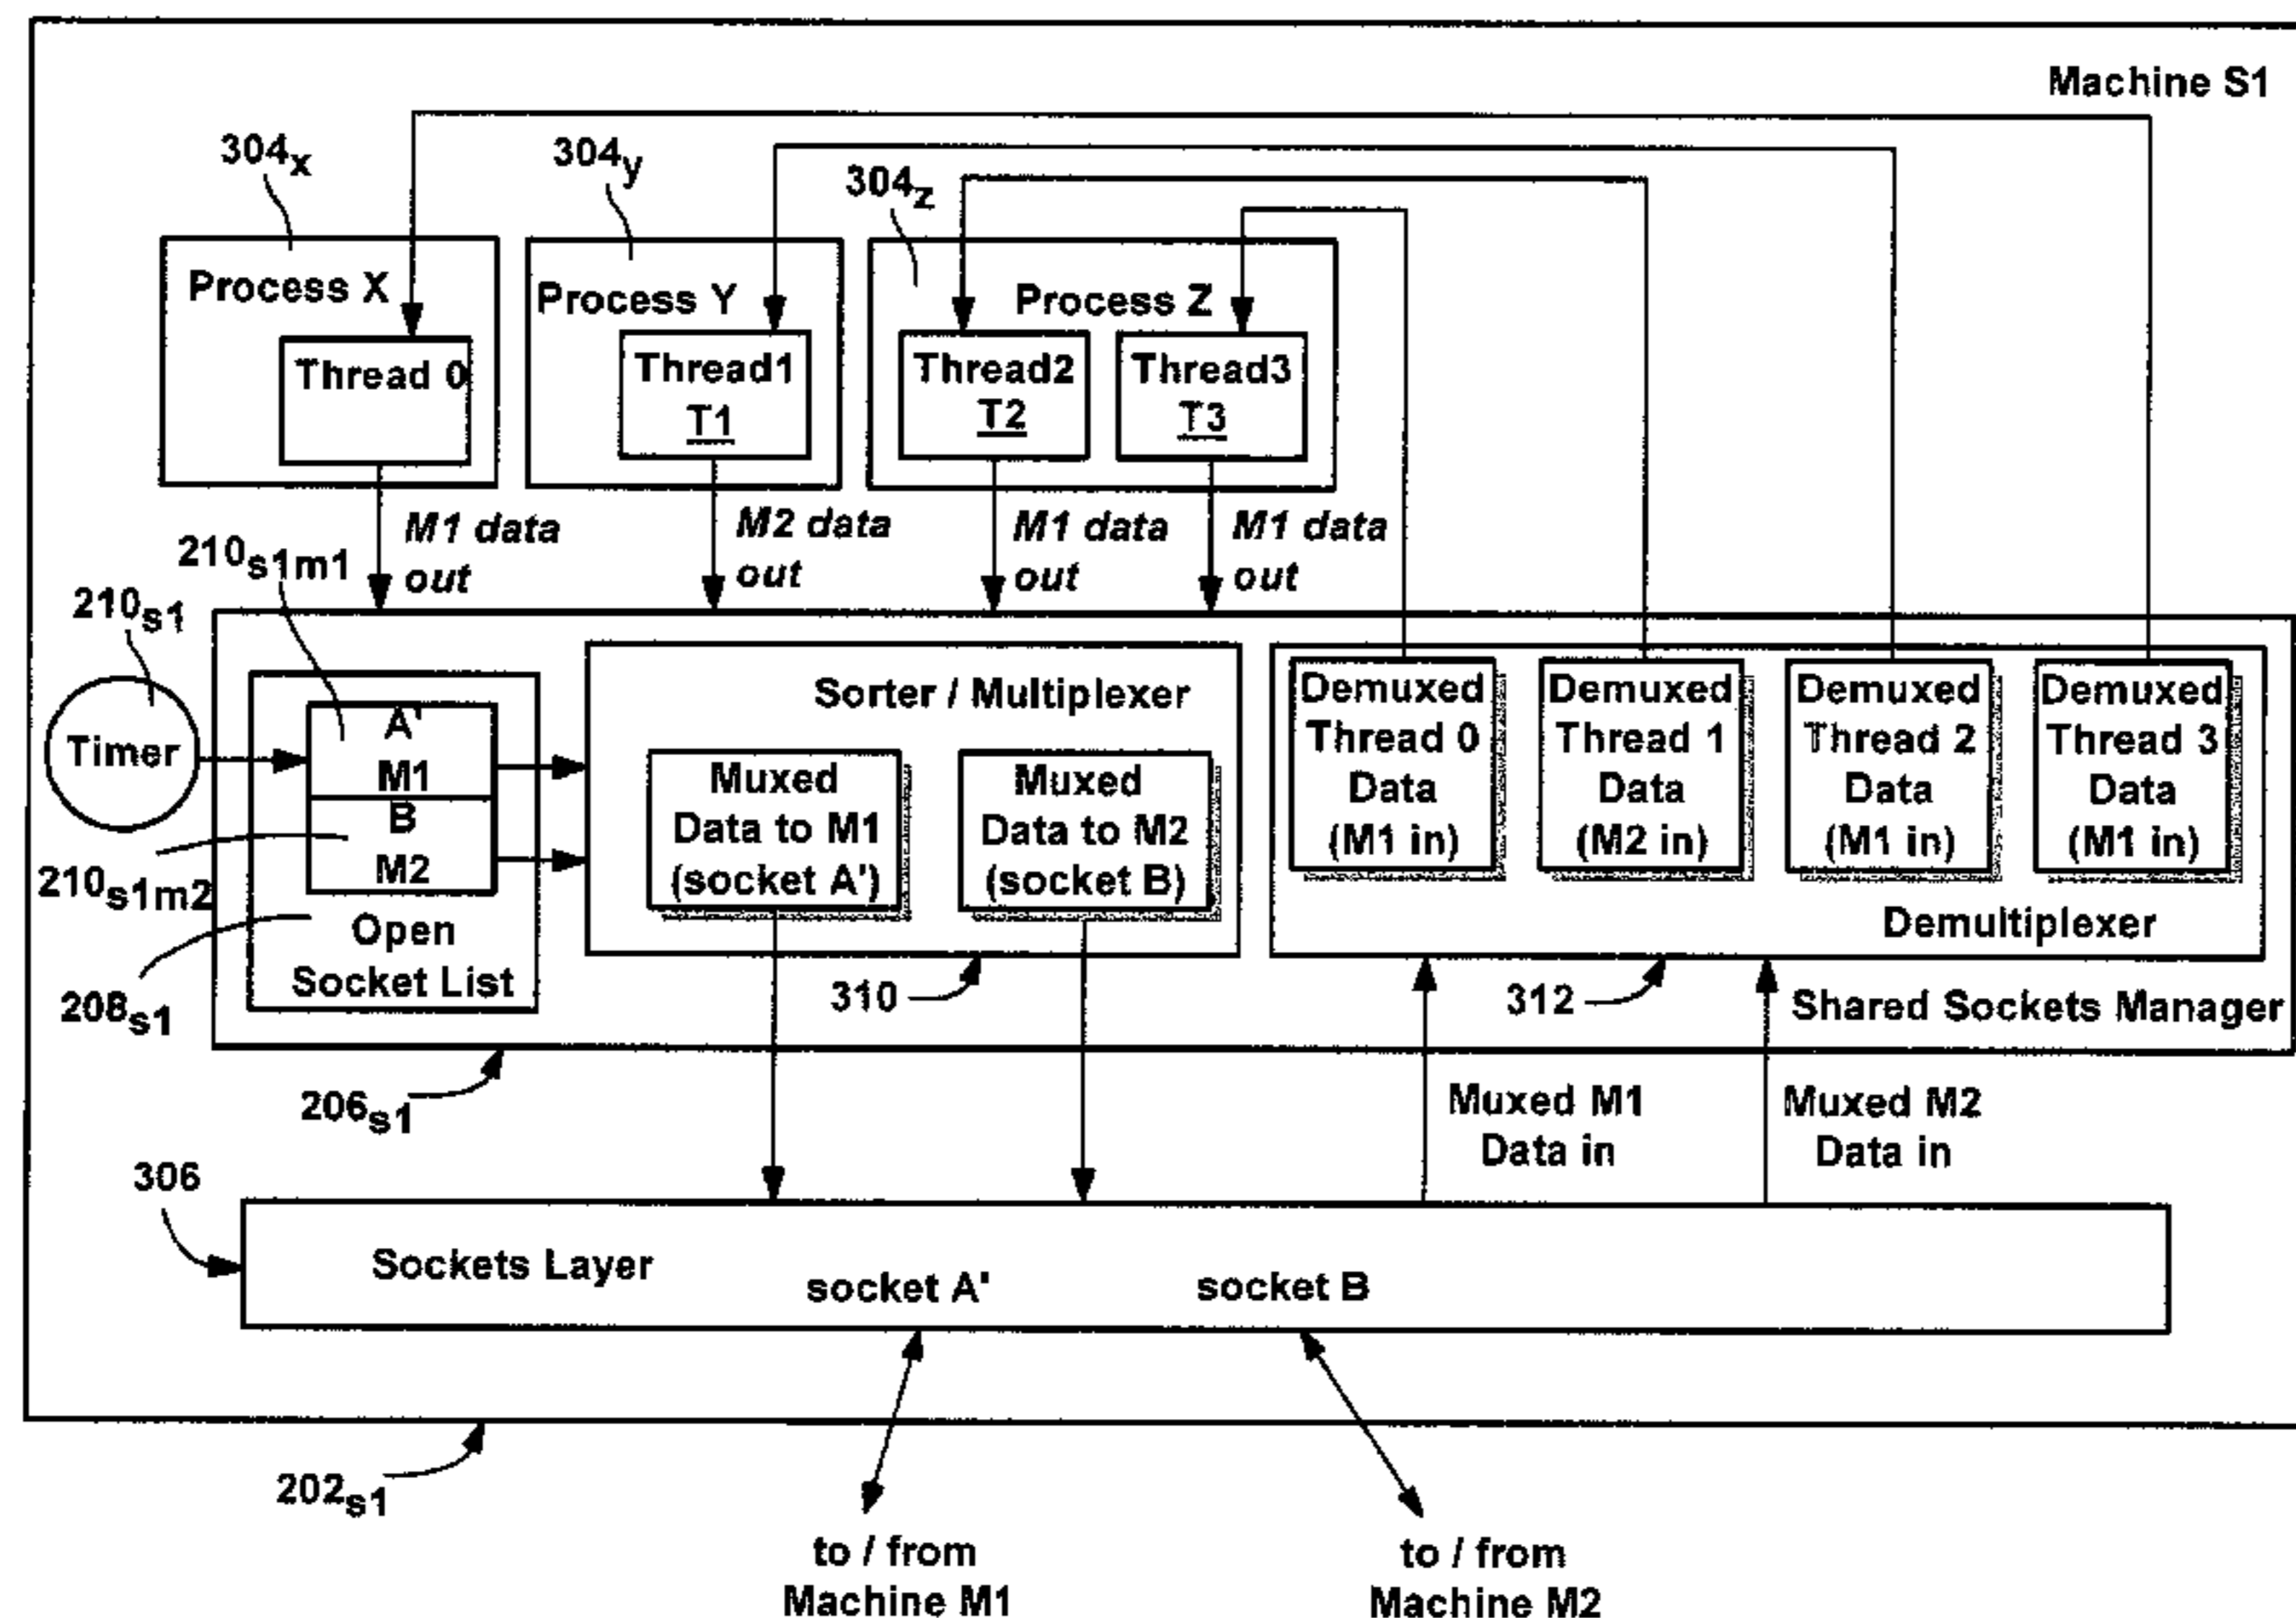 Machine S1
304x
304y
304z
Process X
Process Y
Process Z
Thread 0
Thread1
T1
Thread2
T2
Thread3
T3
M1 data
out
M2 data
out
M1 data
out
M1 data
out
210s1m1
210s1
Timer
A'
M1
B
M2
210s1m2
Open
Socket List
208s1
Sorter / Multiplexer
Muxed
Data to M1
(socket A')
Muxed
Data to M2
(socket B)
310
Demuxed
Thread 0
Data
(M1 in)
Demuxed
Thread 1
Data
(M2 in)
Demuxed
Thread 2
Data
(M1 in)
Demuxed
Thread 3
Data
(M1 in)
Demultiplexer
312
Shared Sockets Manager
206s1
Muxed M1
Data in
Muxed M2
Data in
306
Sockets Layer
socket A'
socket B
202s1
to / from
Machine M1
to / from
Machine M2